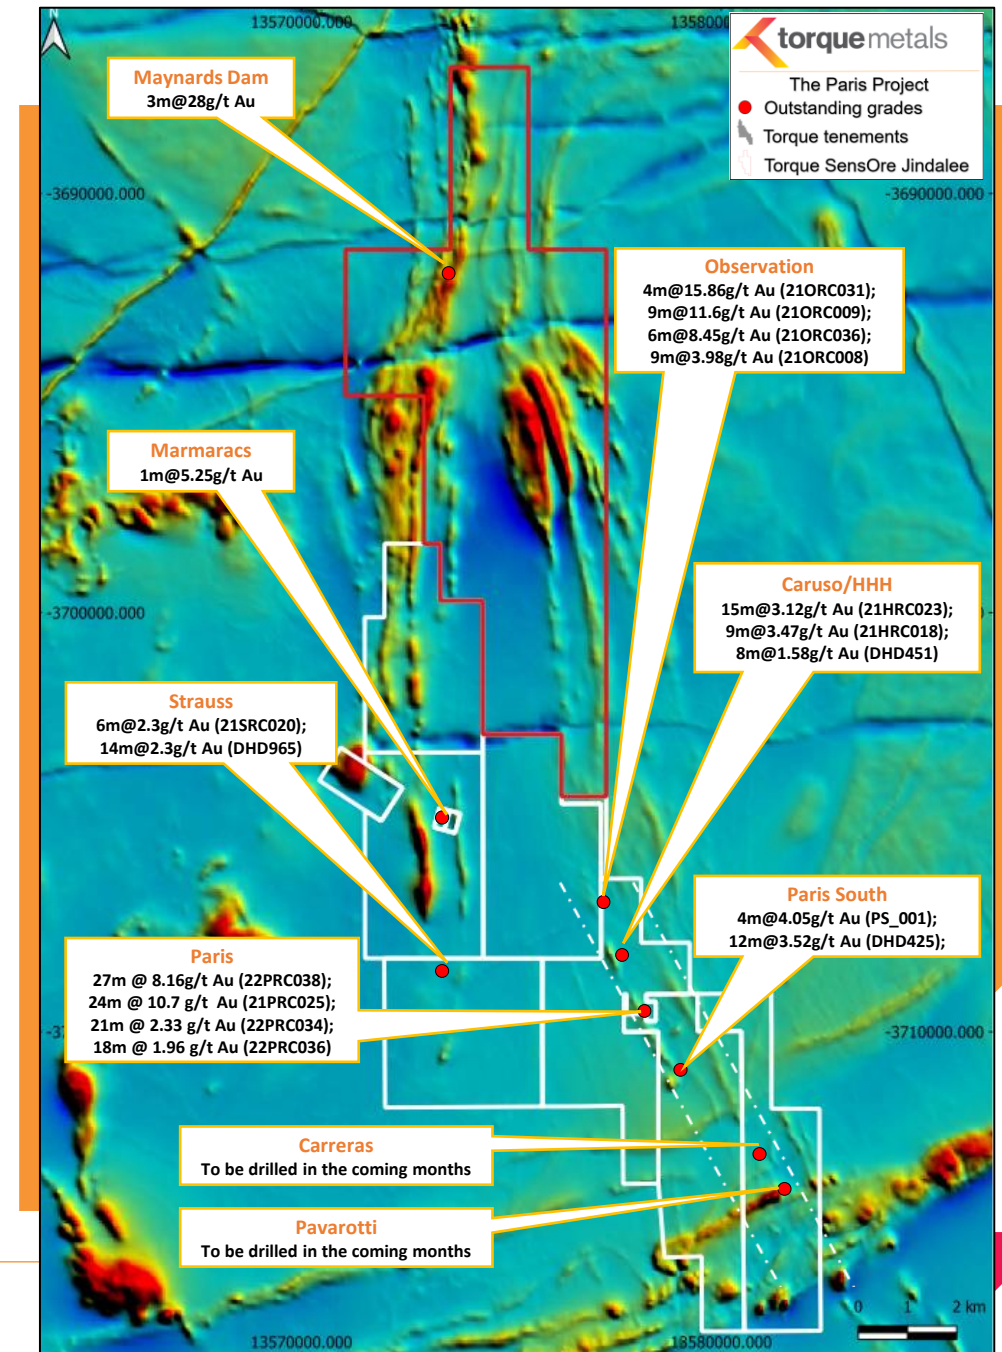 13570000.000
13580000.000
torquemetals
The Paris Project
Outstanding grades
Torque tenements
Torque SensOre Jindalee
Maynards Dam
3m@28g/t Au
-3690000.000
-3690000.000
Observation
4m@15.86g/t Au (21ORC031);
9m@11.6g/t Au (21ORC009);
6m@8.45g/t Au (21ORC036);
9m@3.98g/t Au (21ORC008)
Marmaracs
1m@5.25g/t Au
Caruso/HHH
15m@3.12g/t Au (21HRC023);
9m@3.47g/t Au (21HRC018);
8m@1.58g/t Au (DHD451)
-3700000.000
Strauss
6m@2.3g/t Au (21SRC020);
14m@2.3g/t Au (DHD965)
Paris South
4m@4.05g/t Au (PS_001);
12m@3.52g/t Au (DHD425);
Paris
27m @ 8.16g/t Au (22PRC038);
24m @ 10.7 g/t Au (21PRC025);
21m @ 2.33 g/t Au (22PRC034);
18m @ 1.96 g/t Au (22PRC036)
-3710000.000
Carreras
To be drilled in the coming months
Pavarotti
To be drilled in the coming months
0 1 2 km
13570000.000
13580000.000